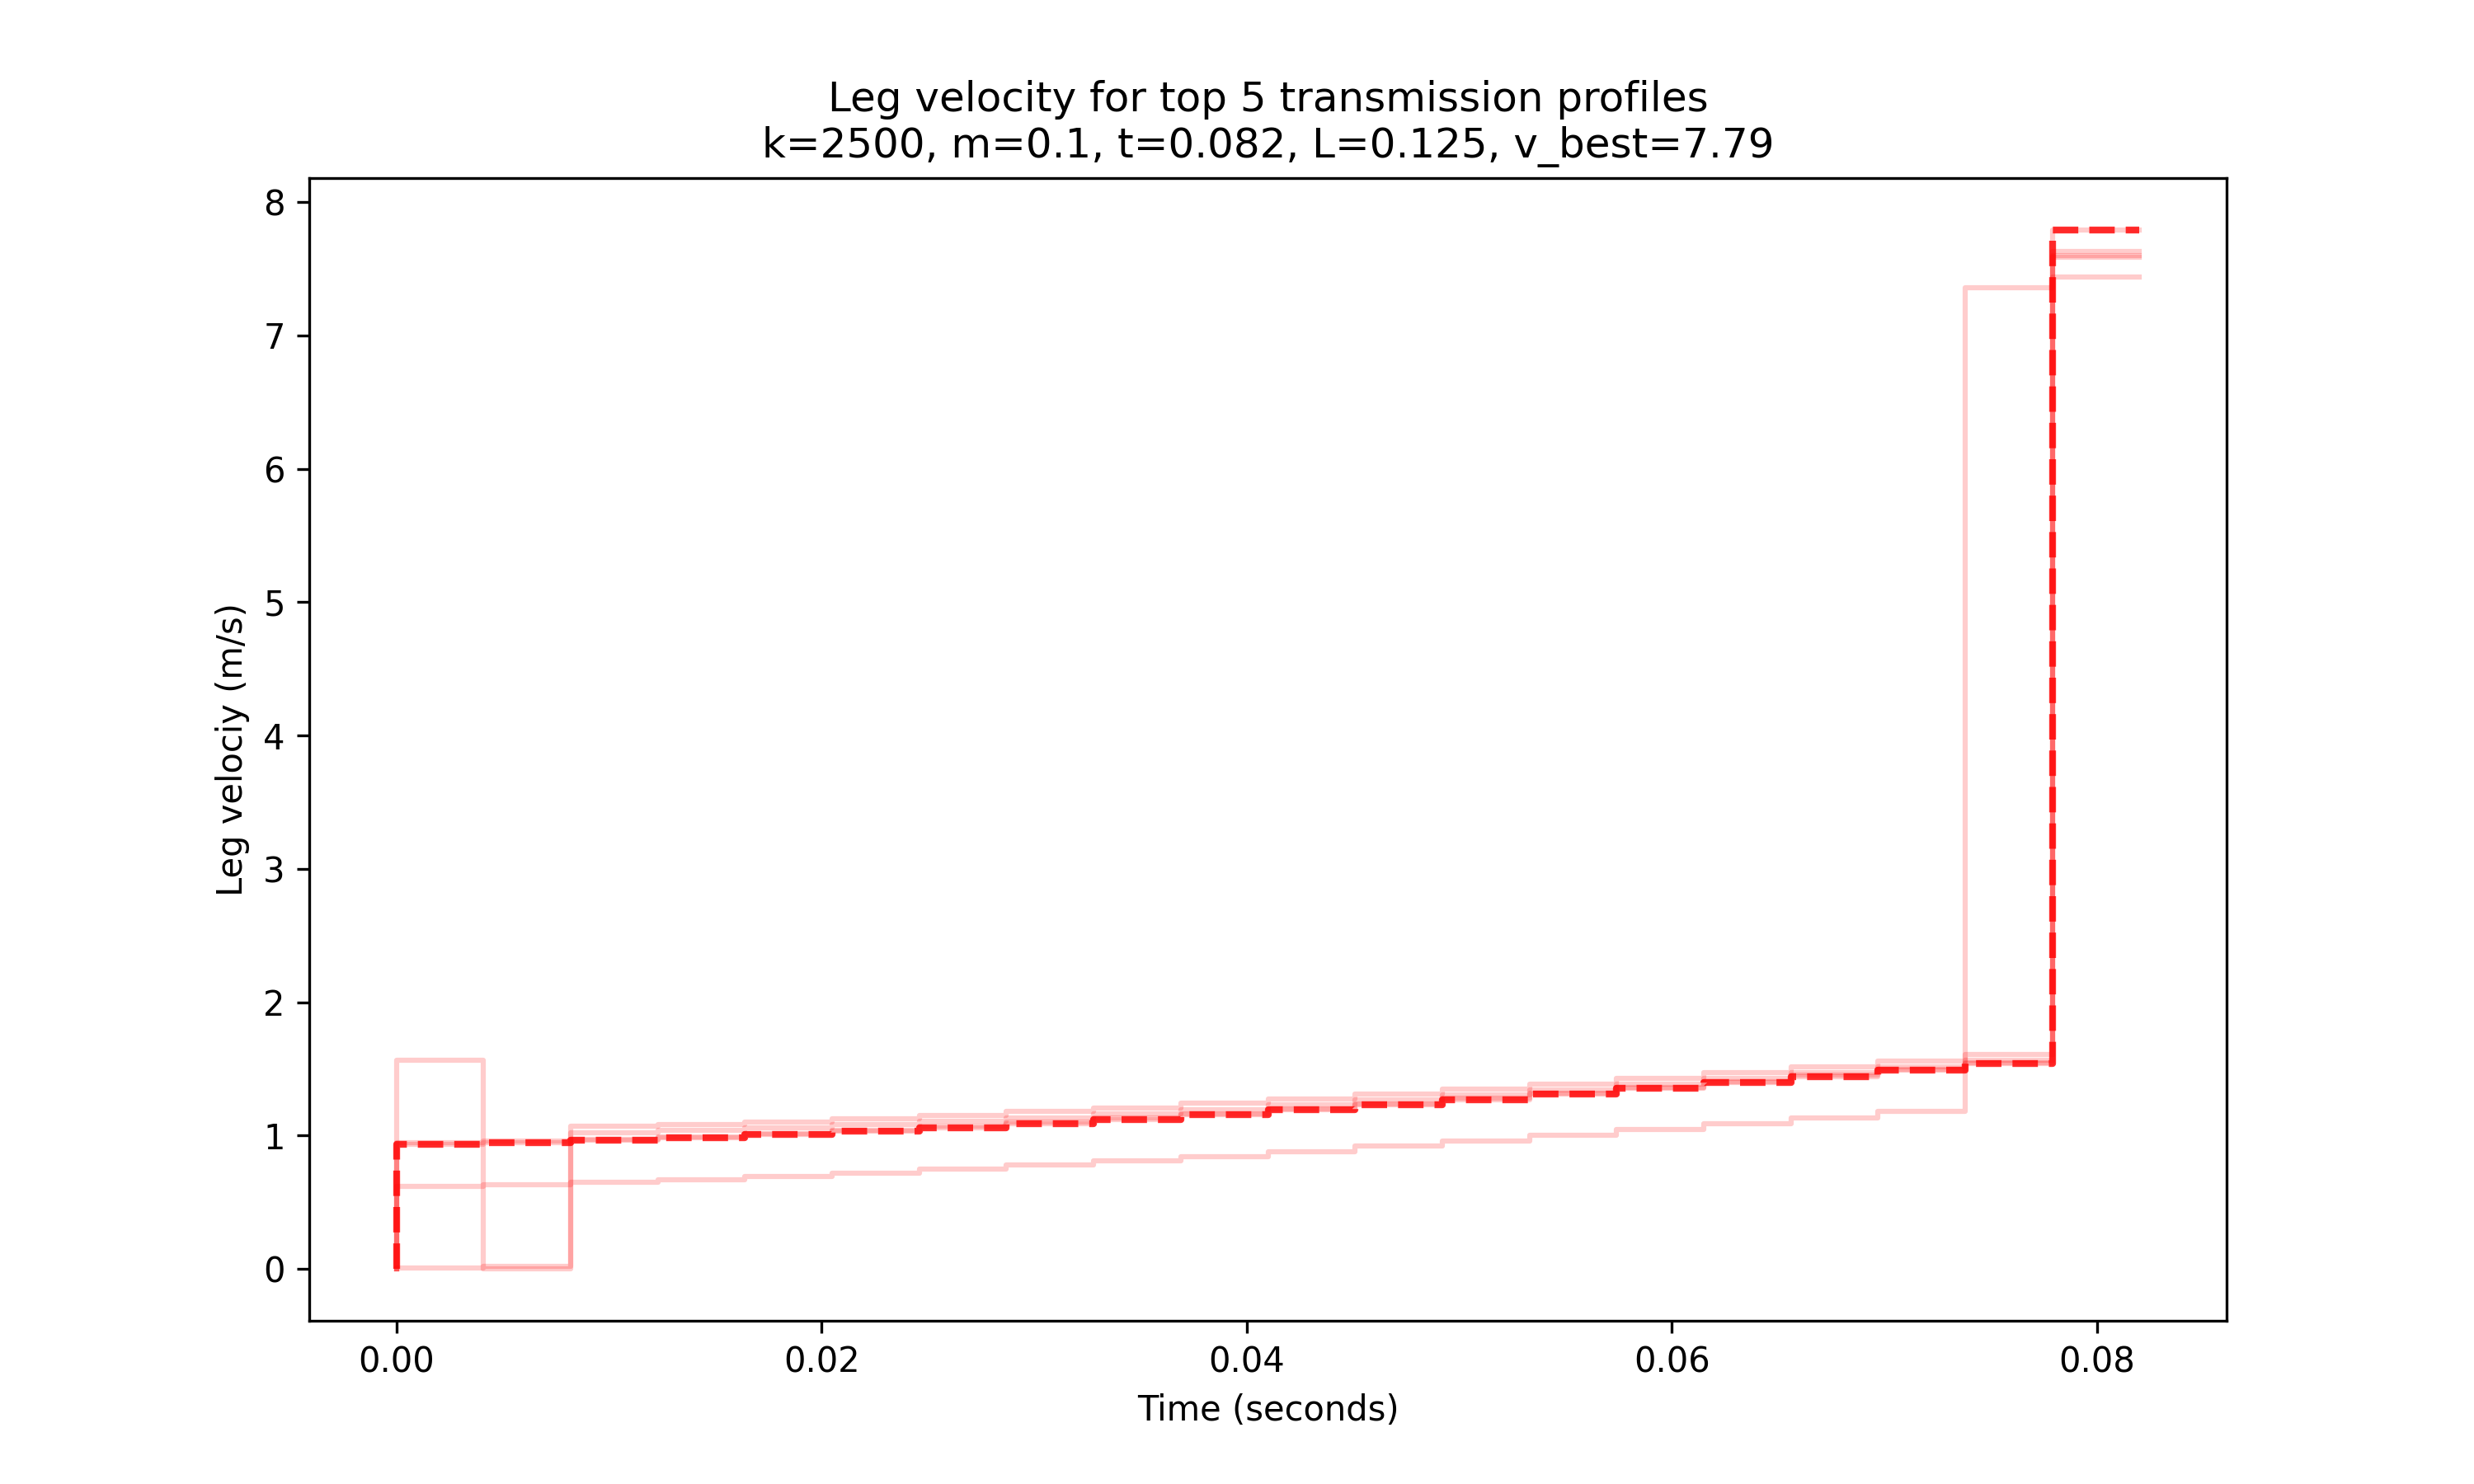 Leg velocity for top 5 transmission profiles
k=2500, m=0.1, t=0.082, L=0.125, v_best=7.79
8
7
6
5
4
3
2
1
0
Leg velociy (m/s)
0.00 0.02 0.04 0.06 0.08
Time (seconds)